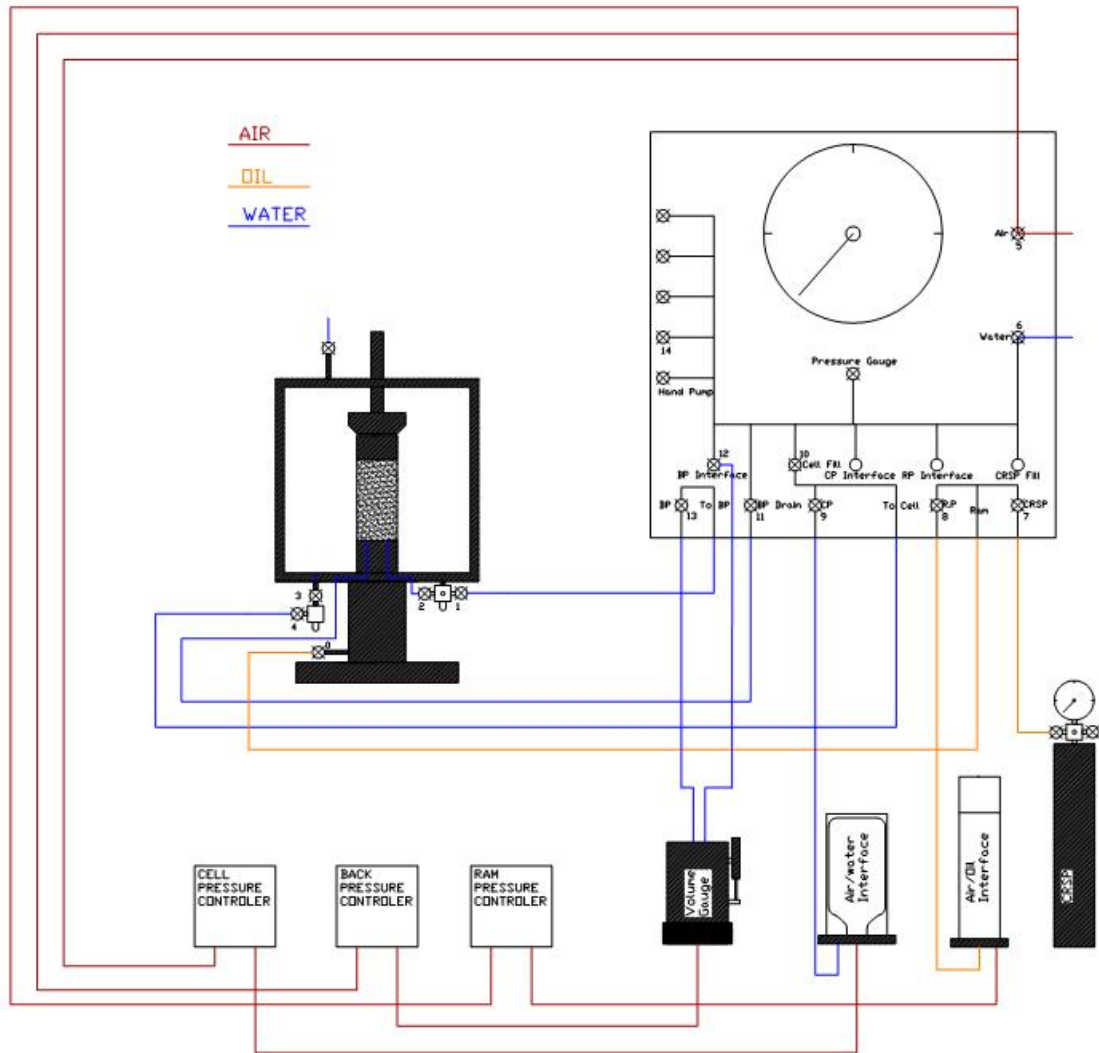 AIR
OIL
WATER
Air
5
6
Water
14
Pressure Gauge
Hand Pump
12
10
BP Interface
Cell Fill
CP Interface
RP Interface
CRSP Fill
BP
13
To BP
BP Drain
11
CP
9
To Cell
RP
8
Ram
CRSP
7
3
4
2
1
0
CELL
PRESSURE
CONTROLER
BACK
PRESSURE
CONTROLER
RAM
PRESSURE
CONTROLER
Volume
Gauge
Air/water
Interface
Air/Oil
Interface
CRSP